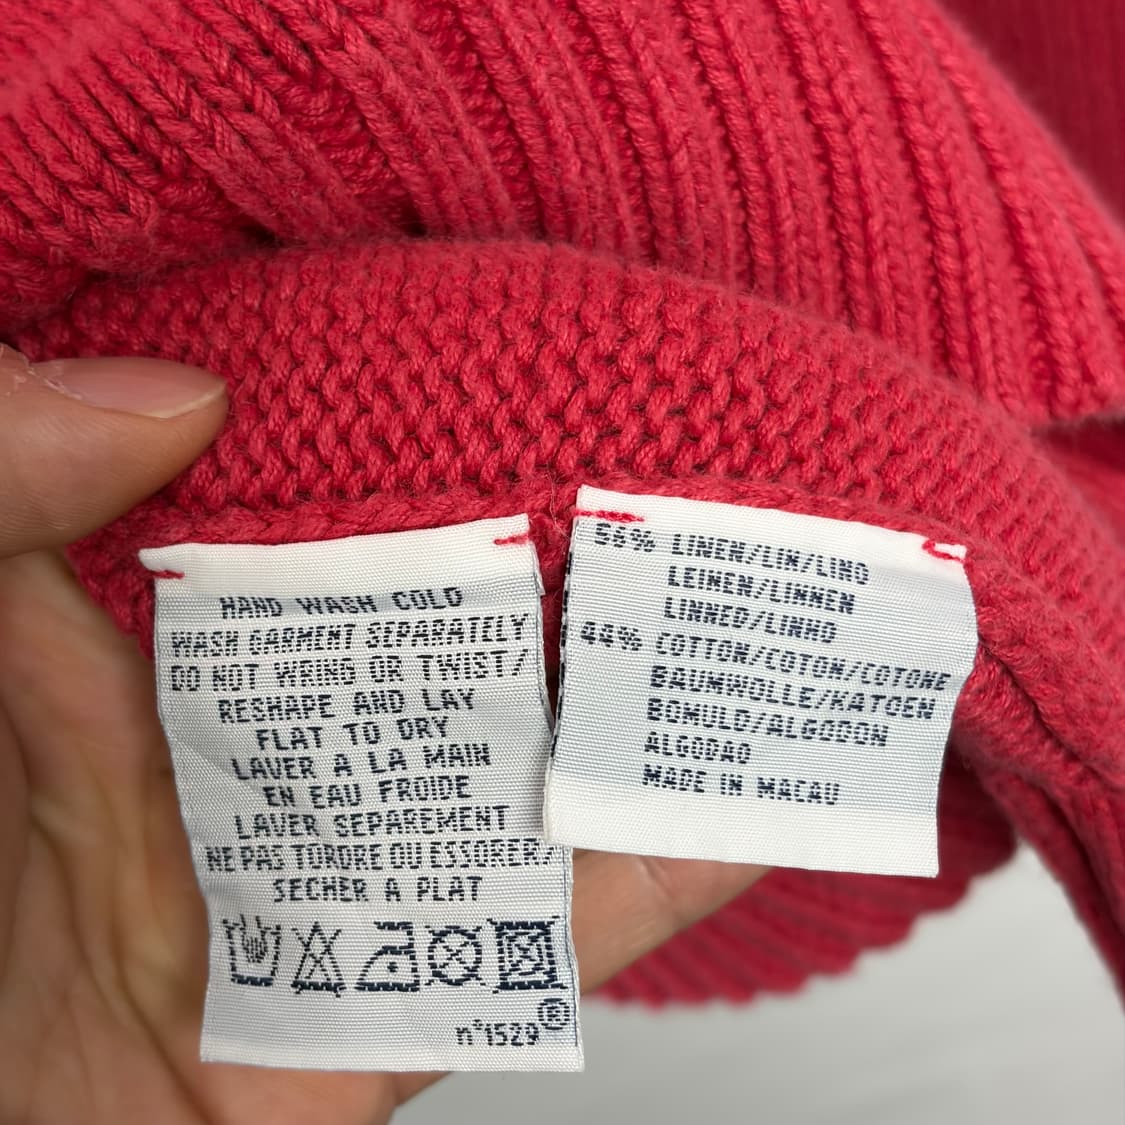 HAND WASH COLD
WASH GARMENT SEPARATELY
DO NOT WRING OR TWIST/
RESHAPE AND LAY
FLAT TO DRY
LAVER A LA MAIN
EN EAU FROIDE
LAVER SEPAREMENT
NE PAS TORDRE OU ESSORER/
SECHER A PLAT
n°1529®
56% LINEN/LIN/LINO
LEINEN/LINNEN
LINNED/LINHO
44% COTTON/COTON/COTONE
BAUMWOLLE/KATOEN
BOMULD/ALGODON
ALGODAO
MADE IN MACAU